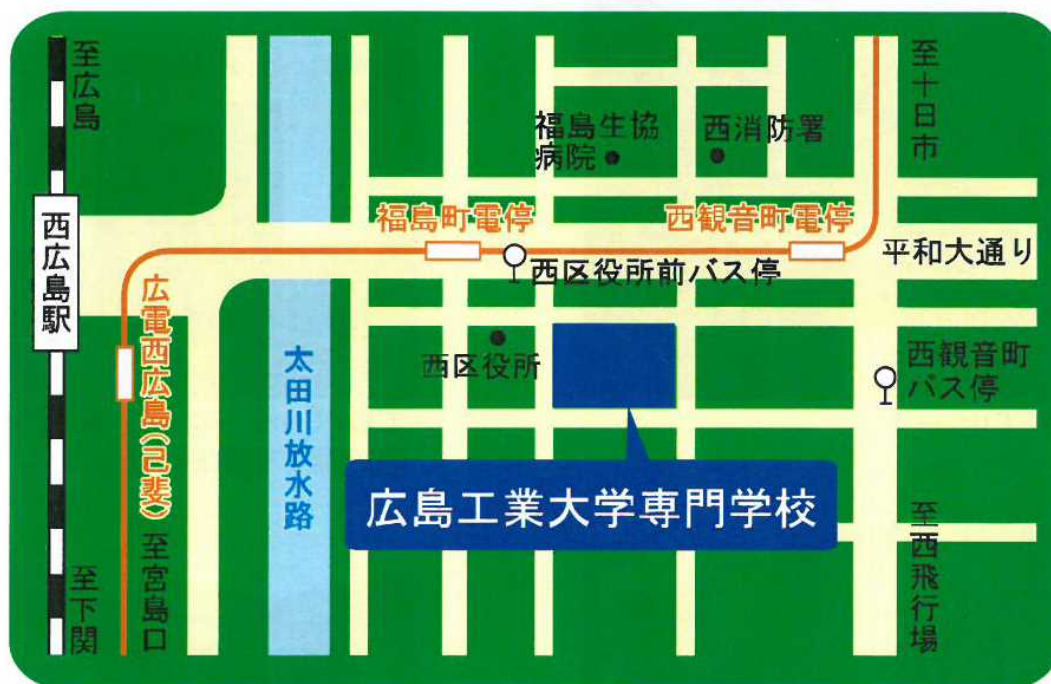 至広島
至十日市
福島生協
病院
西消防署
福島町電停
西観音町電停
平和大通り
西区役所前バス停
西広島駅
広電西広島(己斐)
太田川放水路
西区役所
西観音町
バス停
広島工業大学専門学校
至下関
至宮島口
至西飛行場